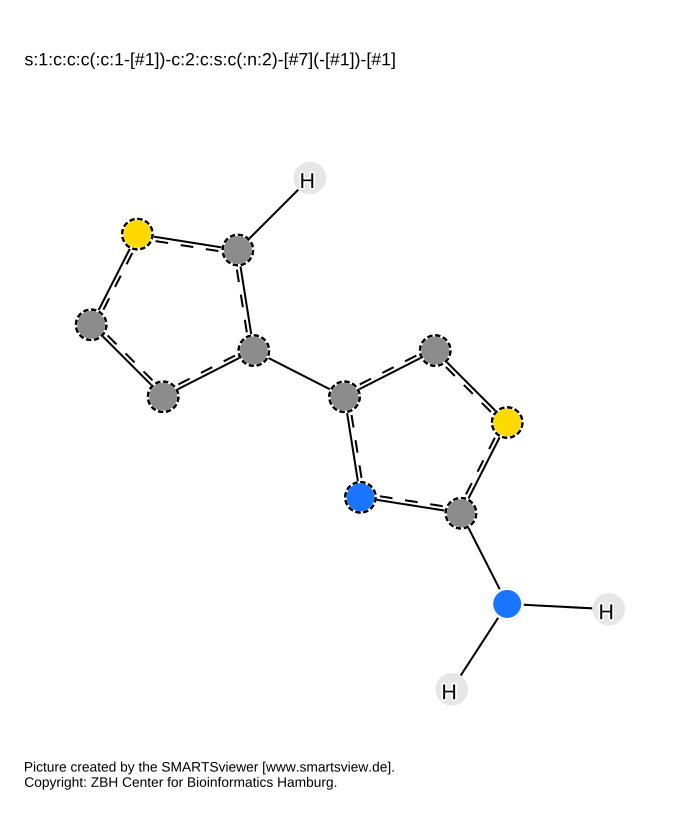 s:1:c:c:c(:c:1-[#1])-c:2:c:s:c(:n:2)-[#7](-[#1])-[#1]
H
H
H
Picture created by the SMARTSviewer [www.smartsview.de].
Copyright: ZBH Center for Bioinformatics Hamburg.